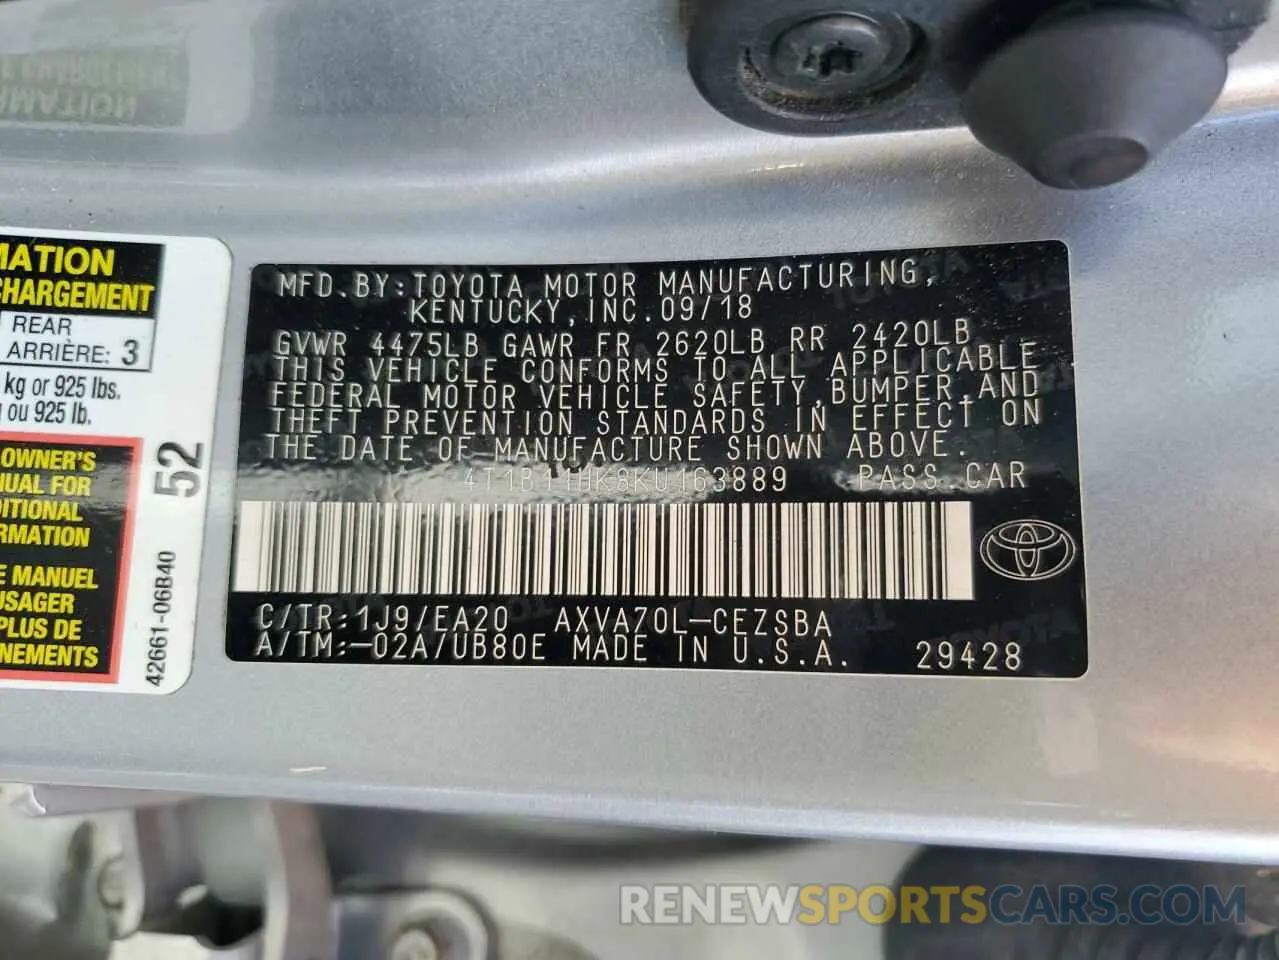 MATION
CHARGEMENT
REAR
ARRIÈRE: 3
kg or 925 lbs.
ou 925 lb.
OWNER'S
UAL FOR
ITIONAL
RMATION
E MANUEL
USAGER
PLUS DE
NEMENTS
52
42661-06B40
MFD.BY:TOYOTA MOTOR MANUFACTURING,
KENTUCKY,INC.09/18
GVWR 4475LB GAWR FR 2620LB RR 2420LB
THIS VEHICLE CONFORMS TO ALL APPLICABLE
FEDERAL MOTOR VEHICLE SAFETY,BUMPER,AND
THEFT PREVENTION STANDARDS IN EFFECT ON
THE DATE OF MANUFACTURE SHOWN ABOVE.
4T1B11HK8KU163889 PASS.CAR
C/TR:1J9/EA20 AXVA70L-CEZSBA
A/TM:-02A/UB80E MADE IN U.S.A. 29428
RENEWSPORTSCARS.COM